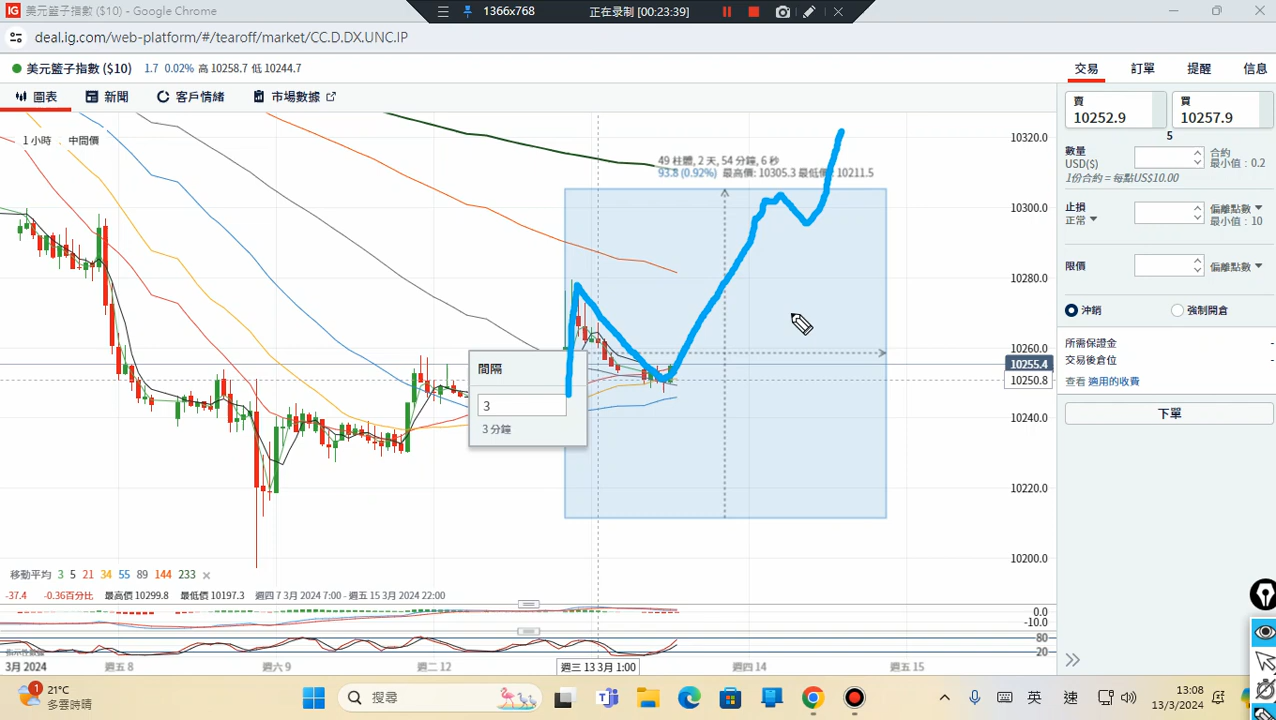 美元籃子指數 ($10) - Google Chrome
1366x768
正在录制 [00:23:39]
deal.ig.com/web-platform/#/tearoff/market/CC.D.DX.UNC.IP
美元籃子指數 ($10) 1.7 0.02% 高 10258.7 低 10244.7
交易 訂單 提醒 信息
圖表 新聞 客戶情緒 市場數據
賣 10252.9
買 10257.9
5
1 小時 . 中間價
49 柱體, 2 天, 54 分鐘, 6 秒
93.8 (0.92%) 最高價: 10305.3 最低價: 10211.5
10320.0
10300.0
10280.0
10260.0
10255.4
10250.8
10240.0
10220.0
10200.0
數量
USD($)
合約
最小值 : 0.2
1份合約 = 每點US$10.00
止損
正常
偏離點數
最小值 : 10
限價
偏離點數
沖銷 強制開倉
所需保證金 -
交易後倉位 -
查看 適用的收費
下單
間隔
3
3 分鐘
移動平均 3 5 21 34 55 89 144 233
-37.4 -0.36百分比 最高價 10299.8 最低價 10197.3 週四 7 3月 2024 7:00 - 週五 15 3月 2024 22:00
0.0
-10.0
80
20
3月 2024 週五 8 週六 9 週二 12 週三 13 3月 1:00 週四 14 週五 15
1
21°C
多雲時晴
搜尋
英 速
13:08
13/3/2024